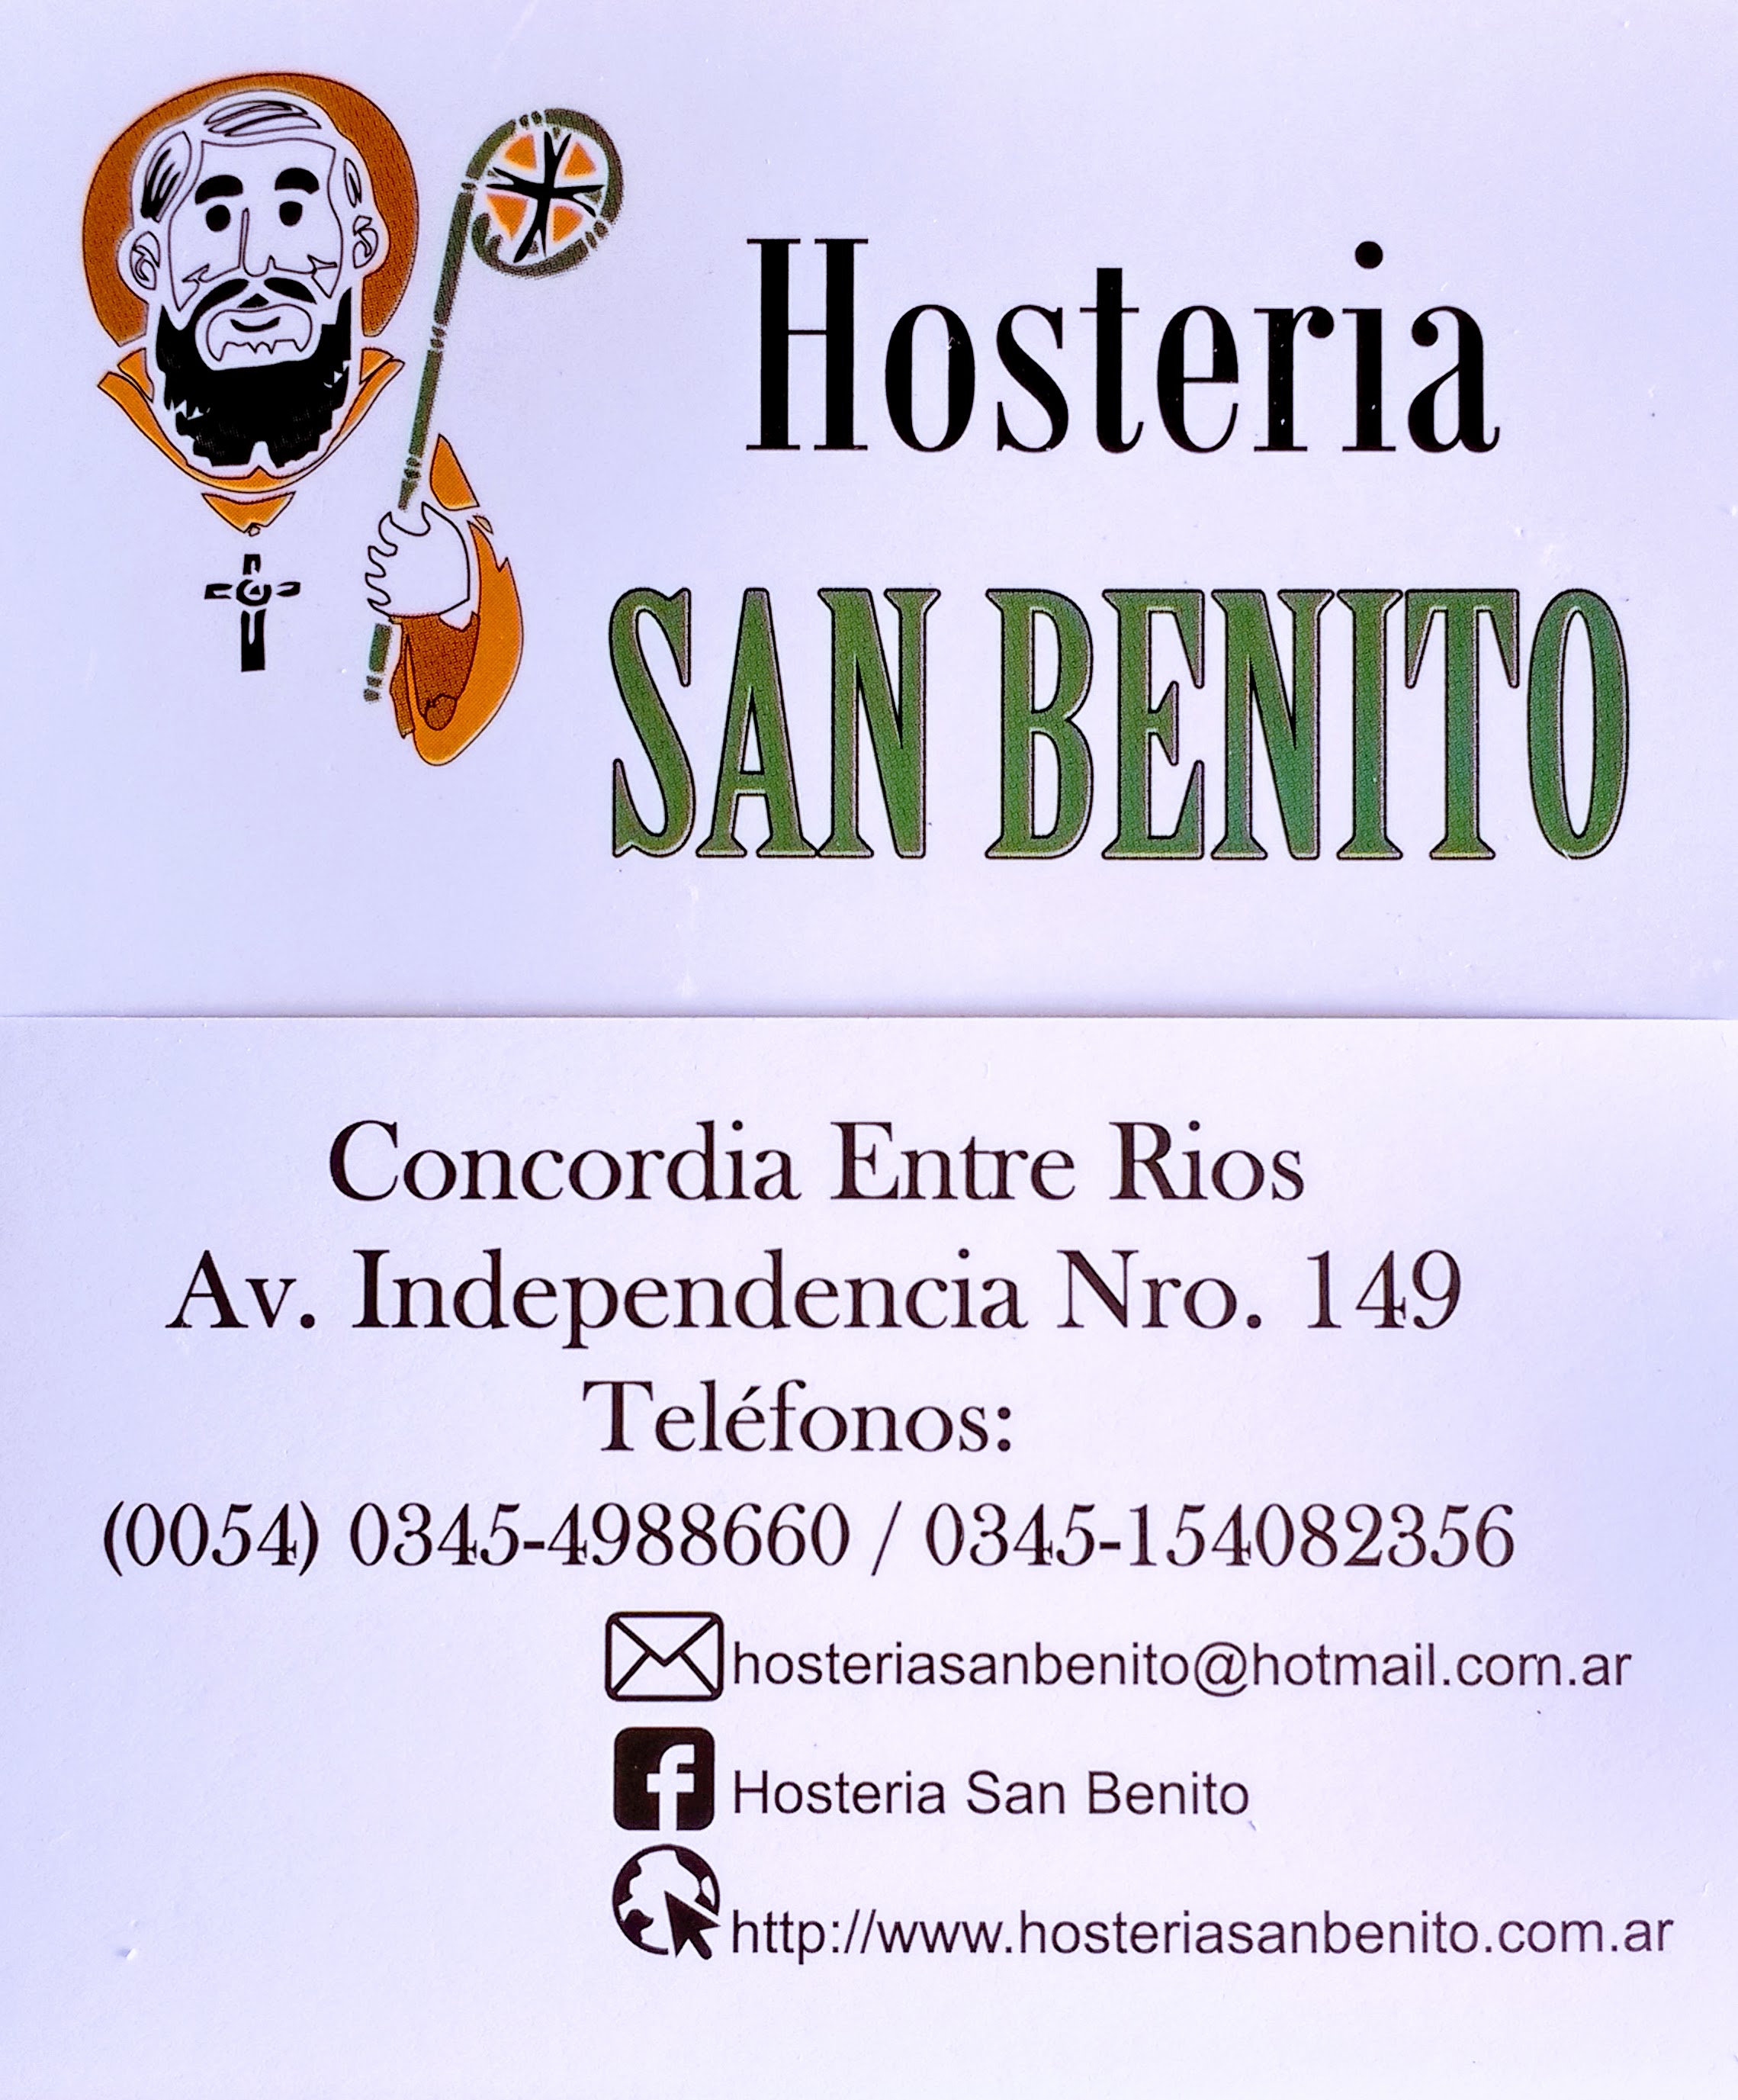 Hosteria
SAN BENITO
Concordia Entre Rios
Av. Independencia Nro. 149
Teléfonos:
(0054) 0345-4988660 / 0345-154082356
hosteriasanbenito@hotmail.com.ar
Hosteria San Benito
http://www.hosteriasanbenito.com.ar